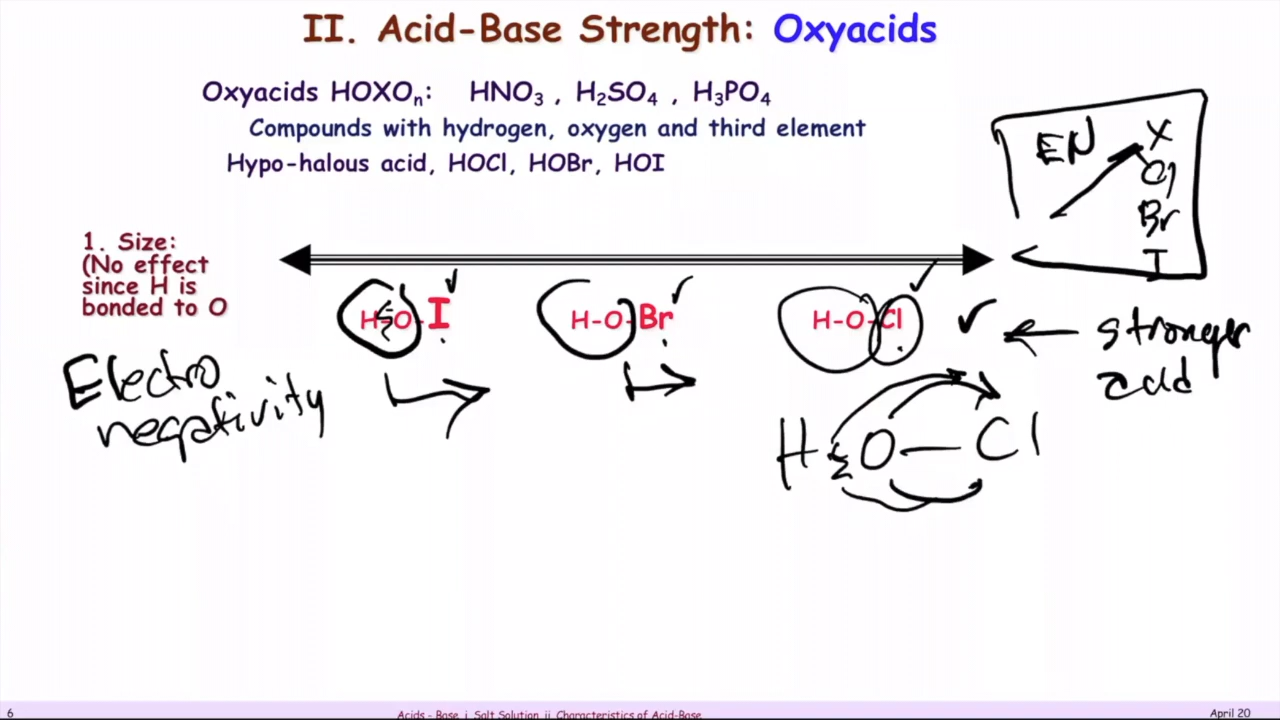 II. Acid-Base Strength: Oxyacids
Oxyacids HOXOₙ: HNO₃ , H₂SO₄ , H₃PO₄
Compounds with hydrogen, oxygen and third element
Hypo-halous acid, HOCl, HOBr, HOI
EN
X
Cl
Br
I
1. Size:
(No effect
since H is
bonded to O
H-O-I
H-O-Br
H-O-Cl
stronger
acid
Electro
negativity
H O — Cl
6
Acids - Base i Salt Solution ii Characteristics of Acid-Base
April 20